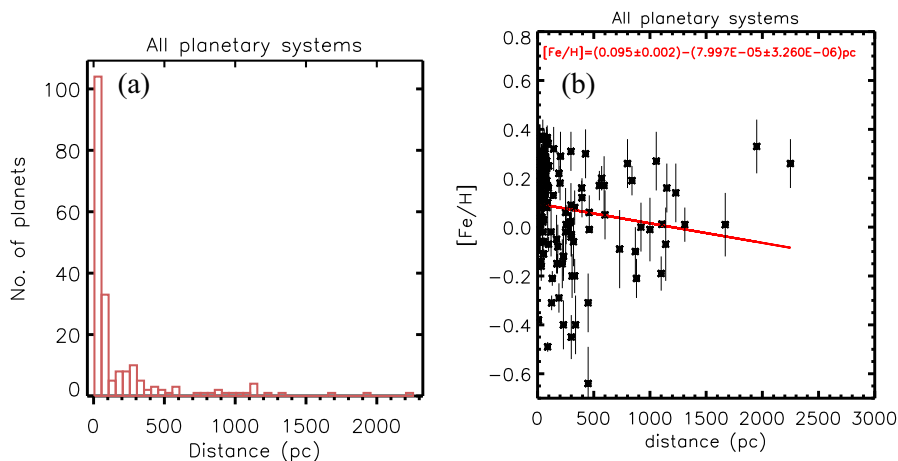 All planetary systems
(a)
No. of planets
100
80
60
40
20
0
0 500 1000 1500 2000
Distance (pc)
All planetary systems
(b)
[Fe/H]=(0.095±0.002)−(7.997E−05±3.260E−06)pc
[Fe/H]
0.8
0.6
0.4
0.2
0.0
−0.2
−0.4
−0.6
0 500 1000 1500 2000 2500 3000
distance (pc)